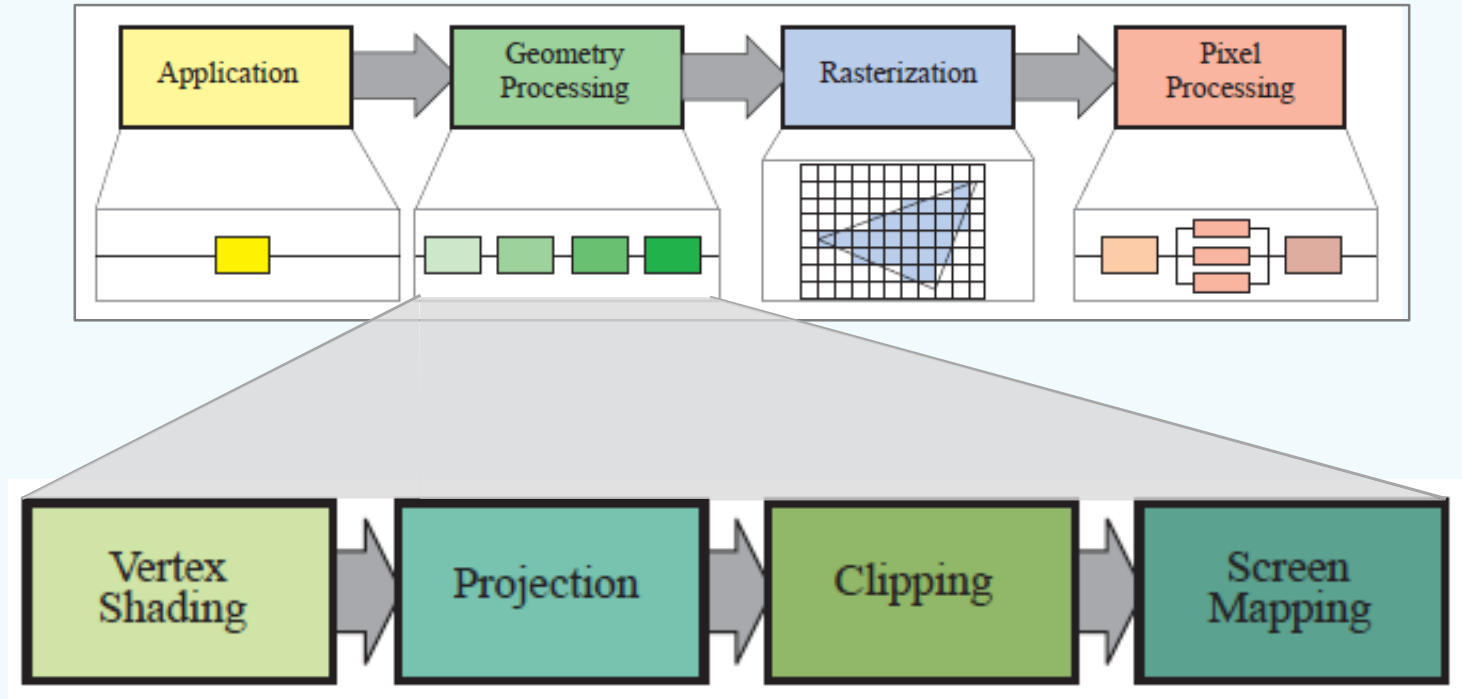 Application
Geometry
Processing
Rasterization
Pixel
Processing
Vertex
Shading
Projection
Clipping
Screen
Mapping